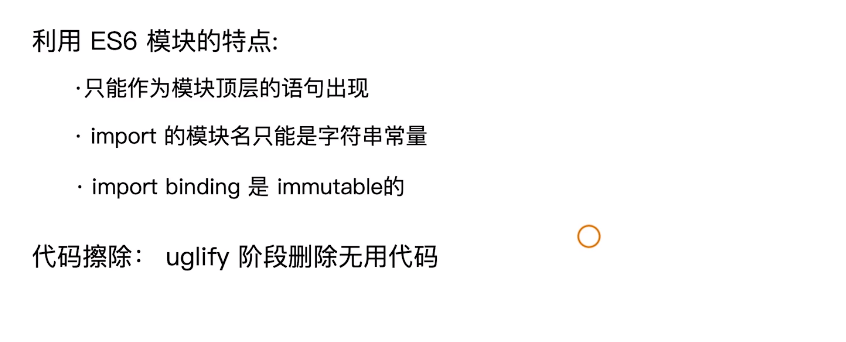 利用 ES6 模块的特点:
·只能作为模块顶层的语句出现
· import 的模块名只能是字符串常量
· import binding 是 immutable的
代码擦除： uglify 阶段删除无用代码